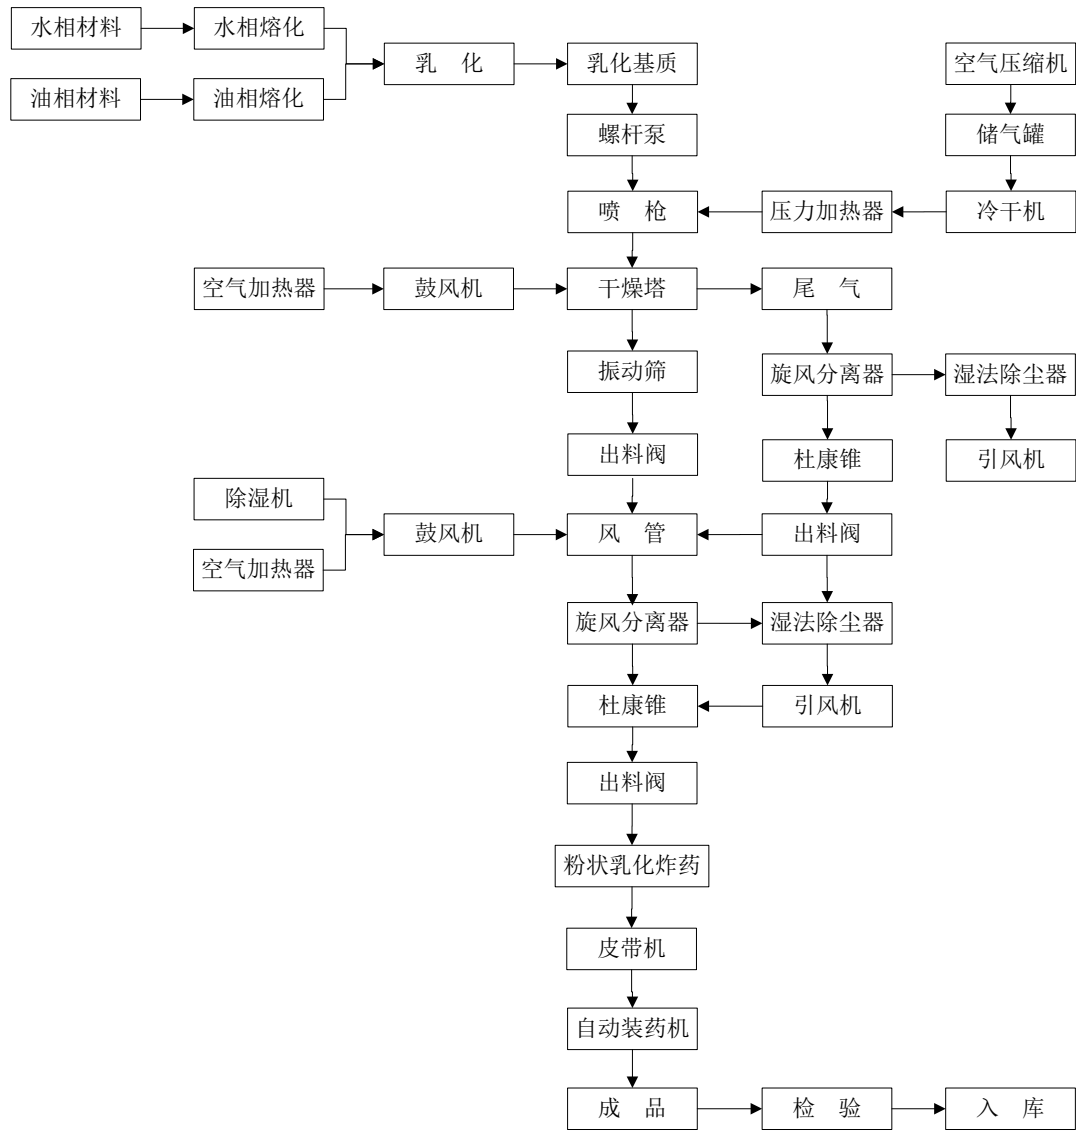 水相材料
水相熔化
油相材料
油相熔化
乳 化
乳化基质
空气压缩机
螺杆泵
储气罐
喷 枪
压力加热器
冷干机
空气加热器
鼓风机
干燥塔
尾 气
振动筛
旋风分离器
湿法除尘器
出料阀
杜康锥
引风机
除湿机
空气加热器
鼓风机
风 管
出料阀
旋风分离器
湿法除尘器
杜康锥
引风机
出料阀
粉状乳化炸药
皮带机
自动装药机
成 品
检 验
入 库